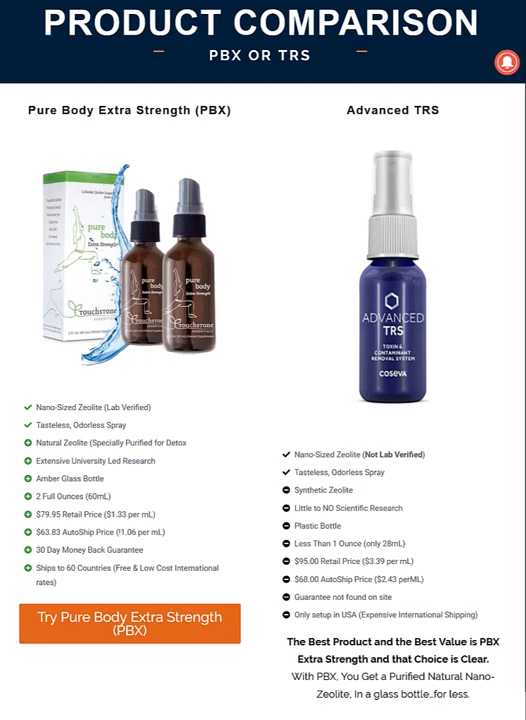 PRODUCT COMPARISON
PBX OR TRS
Pure Body Extra Strength (PBX)
pure
body
Extra Strength
Touchstone
pure
body
Extra Strength
Touchstone
pure
body
Extra Strength
Touchstone
Nano-Sized Zeolite (Lab Verified)
Tasteless, Odorless Spray
Natural Zeolite (Specially Purified for Detox
Extensive University Led Research
Amber Glass Bottle
2 Full Ounces (60mL)
$79.95 Retail Price ($1.33 per mL)
$63.83 AutoShip Price (!1.06 per mL)
30 Day Money Back Guarantee
Ships to 60 Countries (Free & Low Cost International
rates)
Try Pure Body Extra Strength
(PBX)
Advanced TRS
ADVANCED
TRS
TOXIN &
CONTAMINANT
REMOVAL SYSTEM
COSEVA
Nano-Sized Zeolite (Not Lab Verified)
Tasteless, Odorless Spray
Synthetic Zeolite
Little to NO Scientific Research
Plastic Bottle
Less Than 1 Ounce (only 28mL)
$95.00 Retail Price ($3.39 per mL)
$68.00 AutoShip Price ($2.43 perML)
Guarantee not found on site
Only setup in USA (Expensive International Shipping)
The Best Product and the Best Value is PBX
Extra Strength and that Choice is Clear.
With PBX, You Get a Purified Natural Nano-
Zeolite, In a glass bottle..for less.